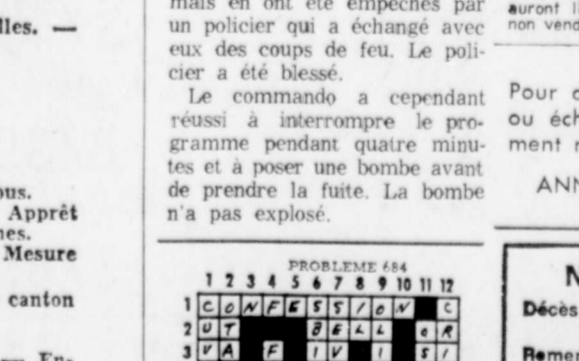 lles. —
ous.
Apprêt
nes.
Mesure
canton
mais en ont été empêchés par
un policier qui a échangé avec
eux des coups de feu. Le poli-
cier a été blessé.
Le commando a cependant
réussi à interrompre le pro-
gramme pendant quatre minu-
tes et à poser une bombe avant
de prendre la fuite. La bombe
n'a pas explosé.
PROBLEME 684
1 2 3 4 5 6 7 8 9 10 11 12
1 C O N F E S S I O N C
2 U T B E L L O R
3 V A F I V I S I
auront l
non vend
Pour
ou éch
ment
ANN
N
Décès